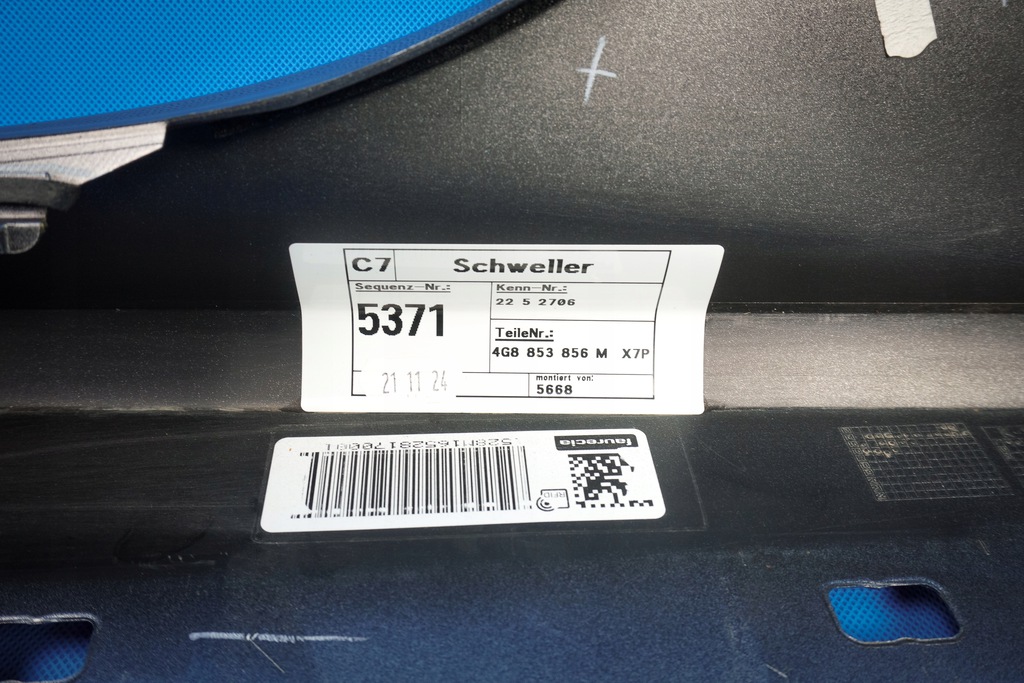 C7 Schweller
Sequenz-Nr.:
5371
Kenn-Nr.:
22 5 2706
TeileNr.:
4G8 853 856 M X7P
21 11 24
montiert von:
5668
faurecia
RFID